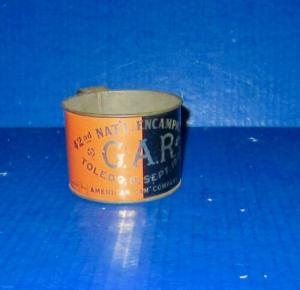 42nd NAT'L ENCAMP
G.A.R.
TOLEDO, SEPT.
AMERICAN CAN COMPANY